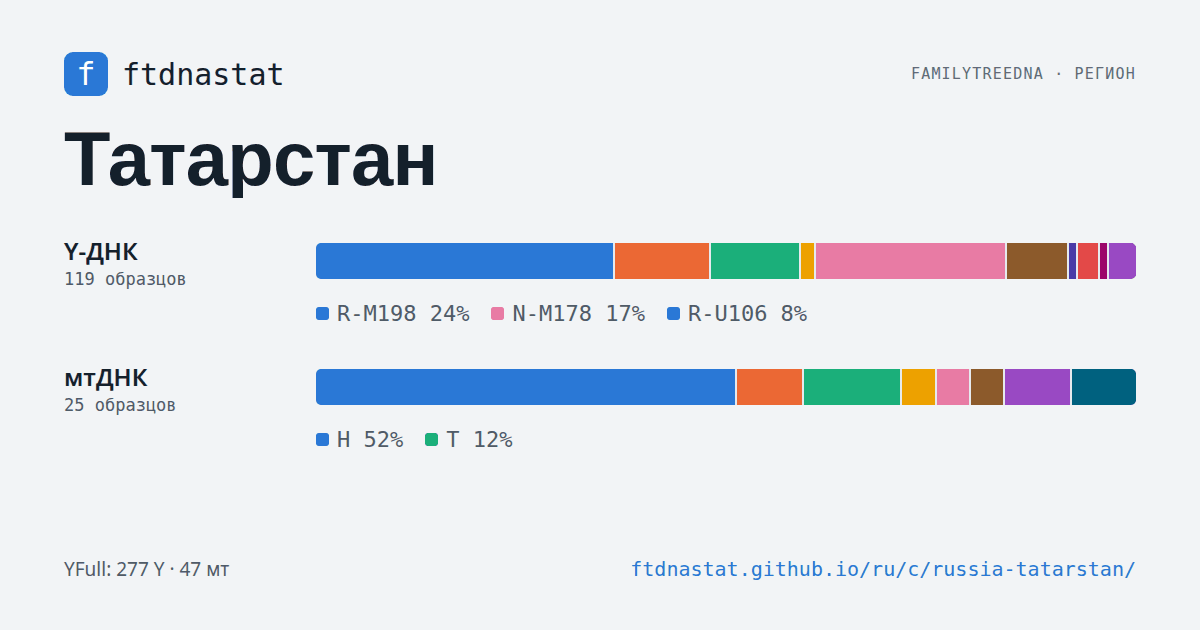 f ftdnastat
FAMILYTREEDNA · РЕГИОН
Татарстан
Y-ДНК
119 образцов
R-M198 24% N-M178 17% R-U106 8%
мтДНК
25 образцов
H 52% T 12%
YFull: 277 Y · 47 мт
ftdnastat.github.io/ru/c/russia-tatarstan/